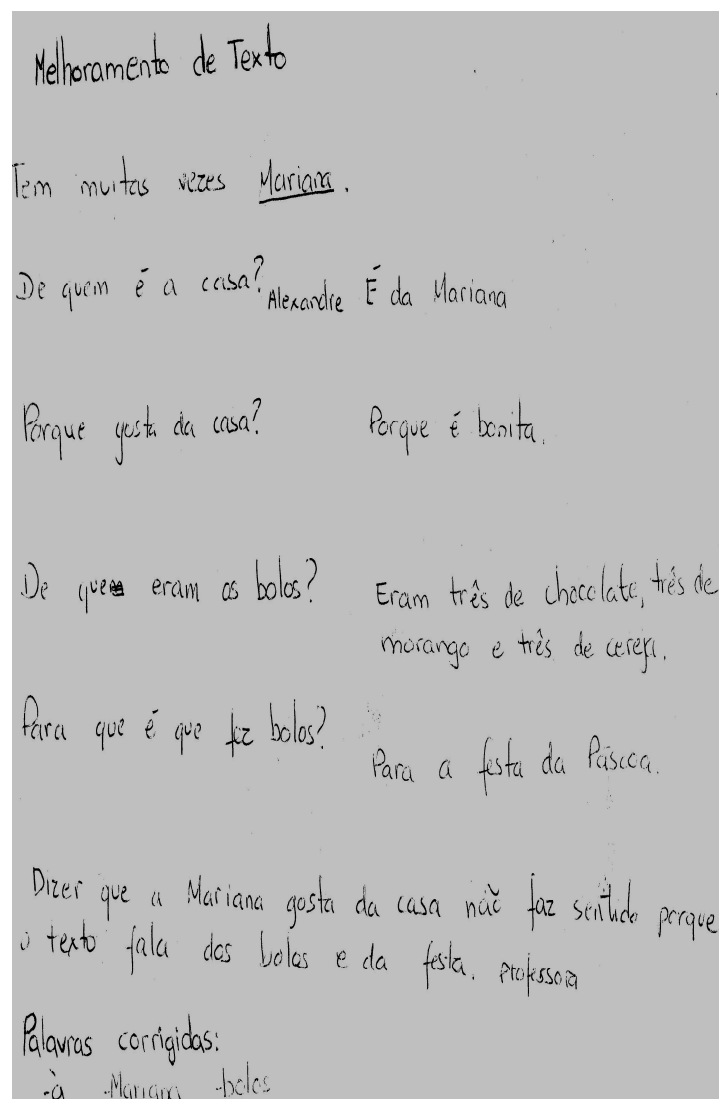 Melhoramento de Texto
Tem muitas vezes Mariana.
De quem é a casa? Alexandre É da Mariana
Porque gosta da casa? Porque é bonita.
De que eram os bolos? Eram três de chocolate, três de
morango e três de cereja.
Para que é que fez bolos?
Para a festa da Páscoa.
Dizer que a Mariana gosta da casa não faz sentido porque
o texto fala dos bolos e da festa. Professora
Palavras corrigidas:
-à -Mariana -bolos